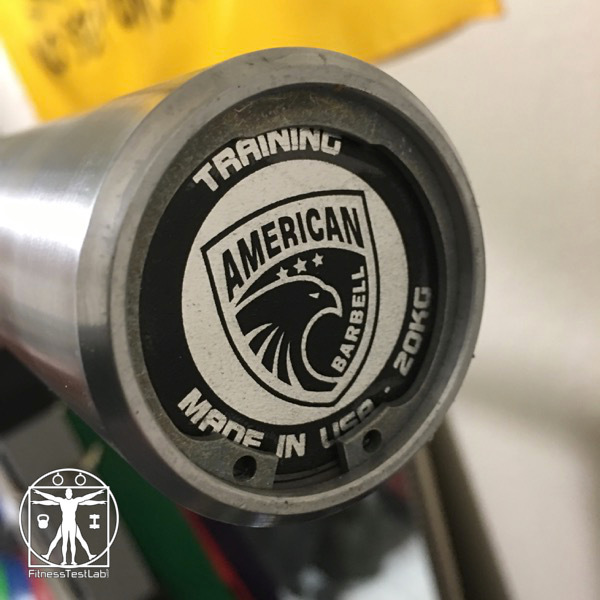 TRAINING
AMERICAN
BARBELL
MADE IN USA - 20KG
FitnessTestLab